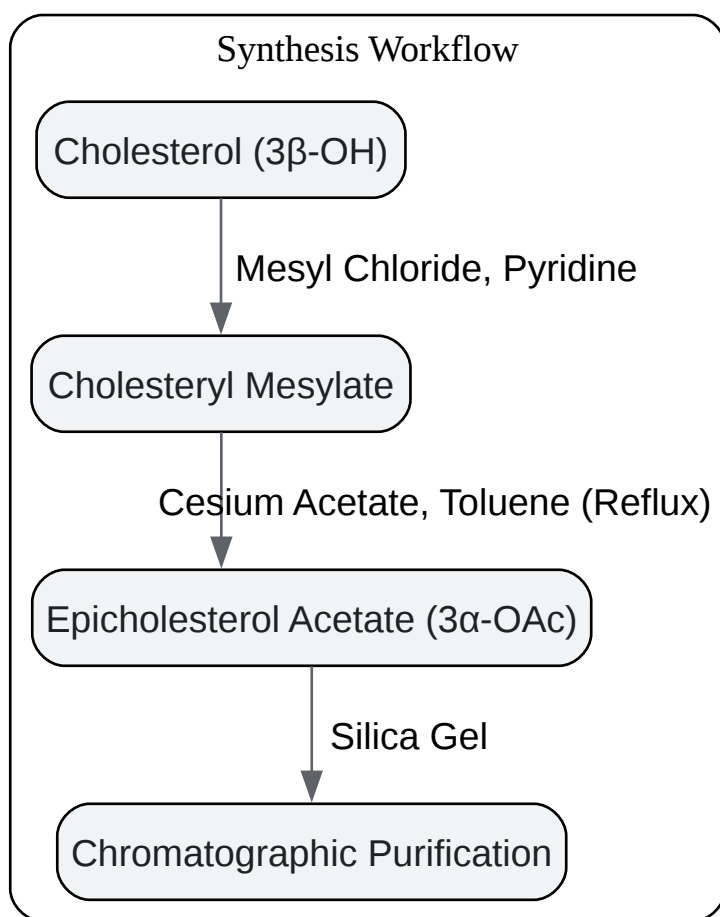 Synthesis Workflow
Cholesterol (3β-OH)
Mesyl Chloride, Pyridine
Cholesteryl Mesylate
Cesium Acetate, Toluene (Reflux)
Epicholesterol Acetate (3α-OAc)
Silica Gel
Chromatographic Purification